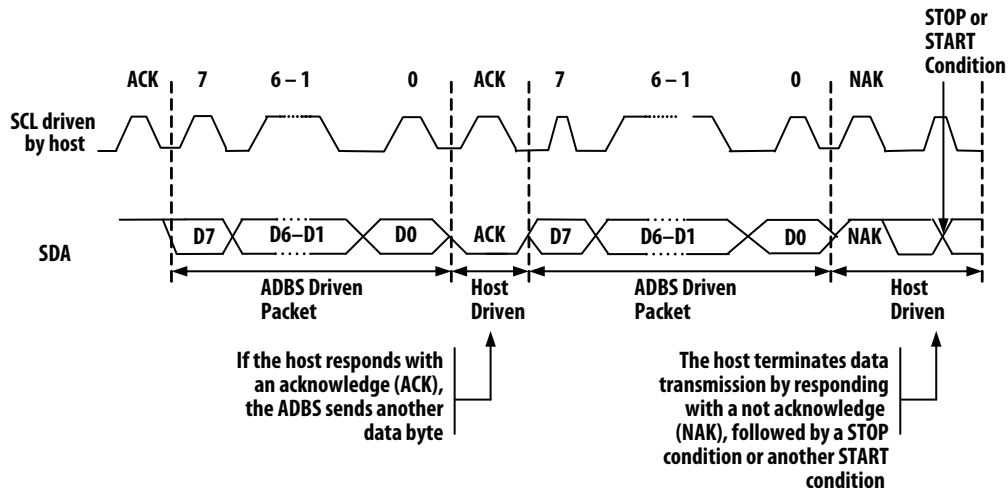 STOP or
START
Condition
ACK 7 6 – 1 0 ACK 7 6 – 1 0 NAK
SCL driven
by host
SDA
D7 D6–D1 D0 ACK D7 D6–D1 D0 NAK
ADBS Driven
Packet
Host
Driven
ADBS Driven
Packet
Host
Driven
If the host responds with
an acknowledge (ACK),
the ADBS sends another
data byte
The host terminates data
transmission by responding
with a not acknowledge
(NAK), followed by a STOP
condition or another START
condition